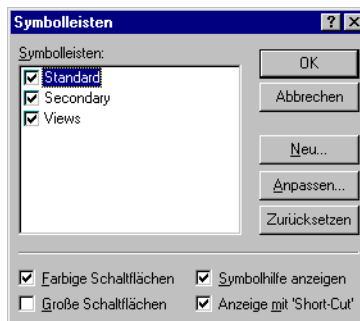 Symbolleisten
Symbolleisten:
Standard
Secondary
Views
OK
Abbrechen
Neu...
Anpassen...
Zurücksetzen
Farbige Schaltflächen
Symbolhilfe anzeigen
Große Schaltflächen
Anzeige mit 'Short-Cut'